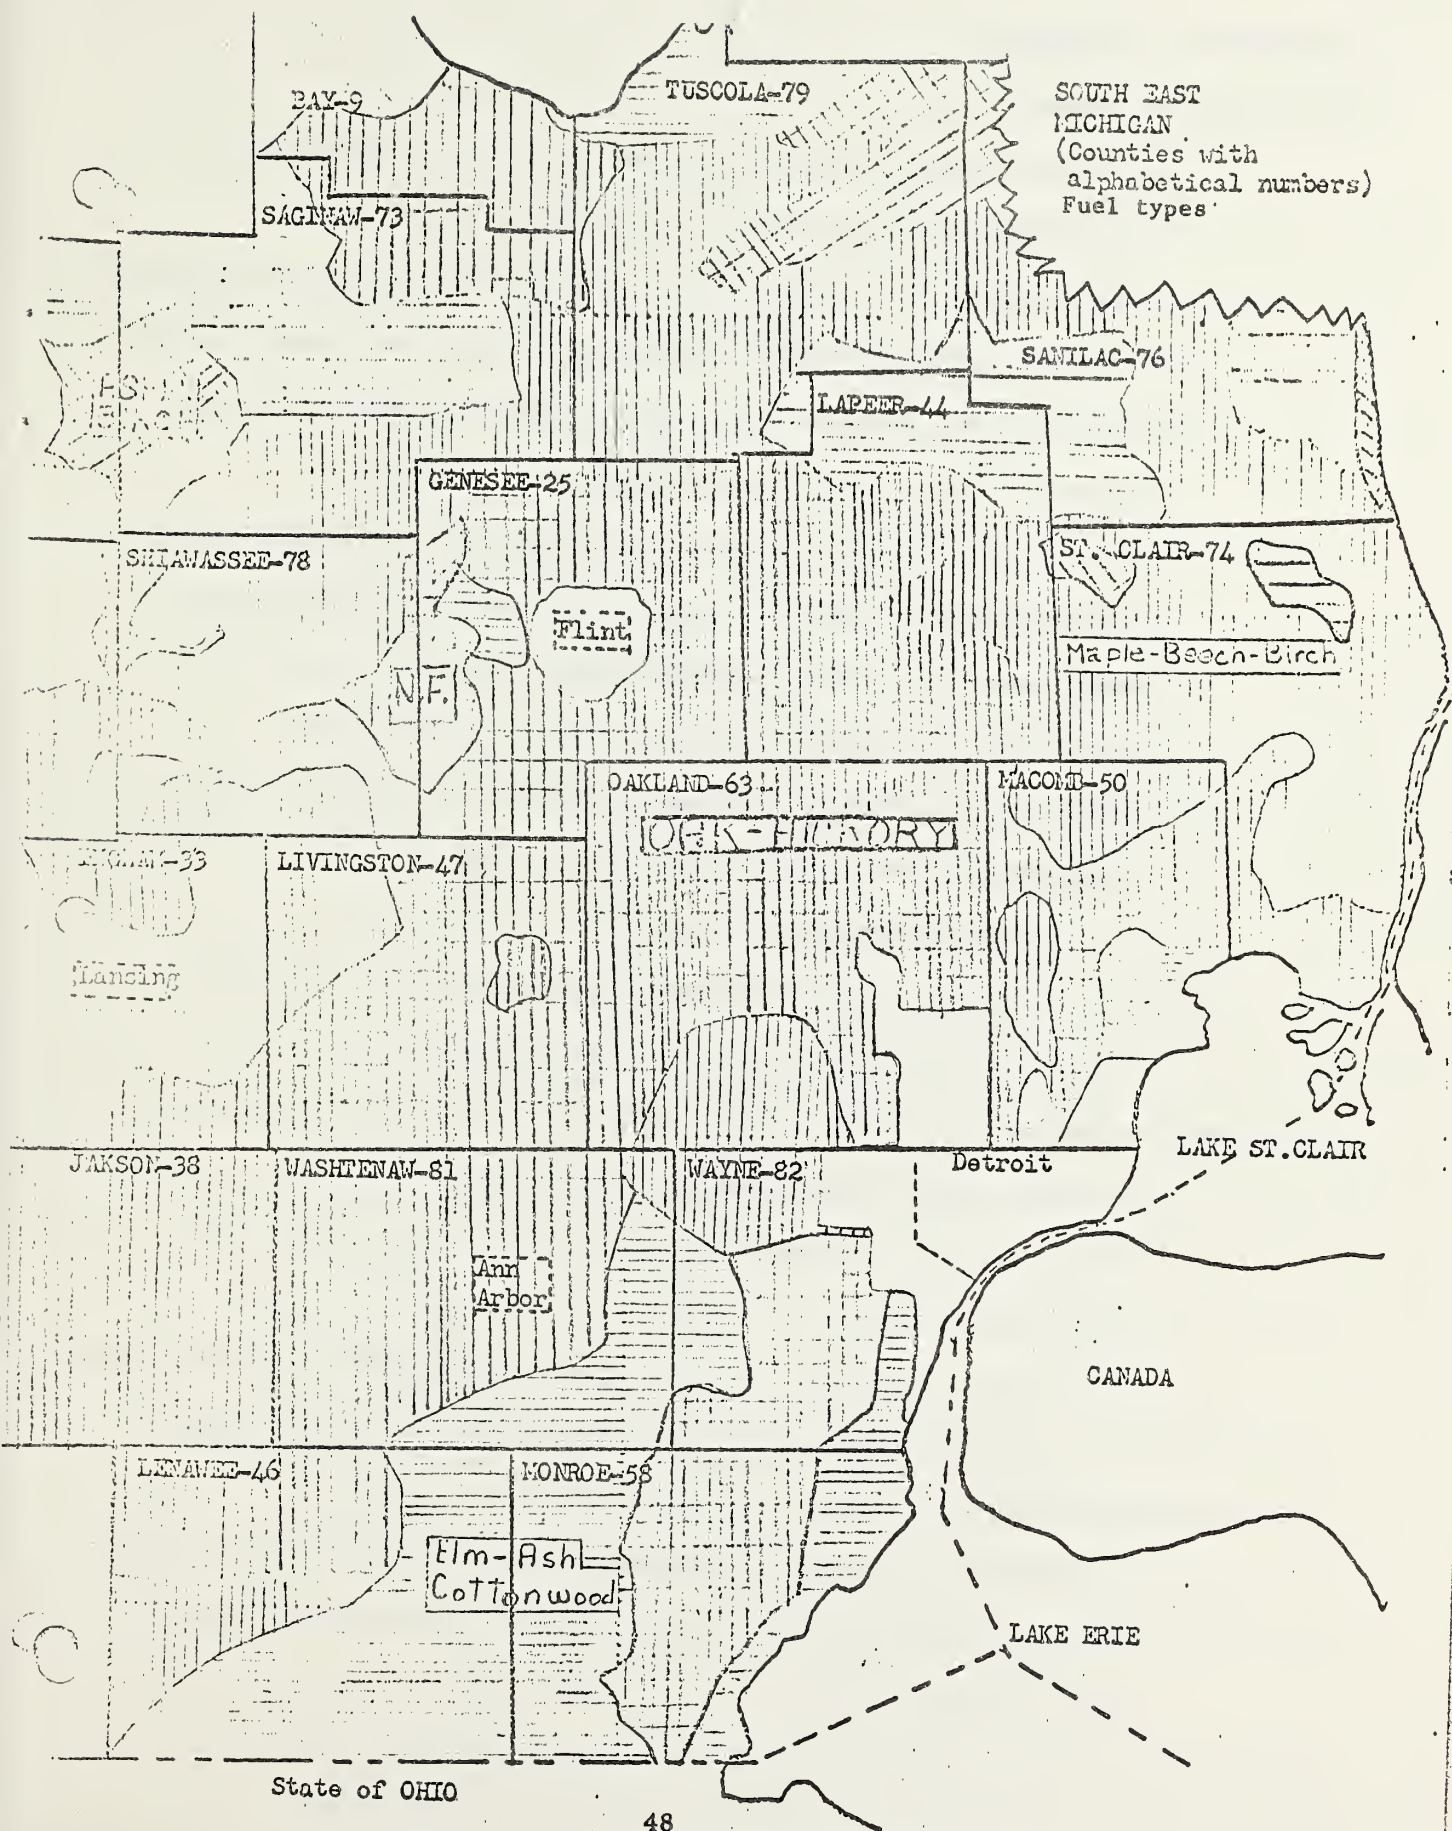 BAY-9
TUSCOLA-79
SOUTH EAST
MICHIGAN
(Counties with
alphabetical numbers)
Fuel types
SAGINAW-73
SANILAC-76
LAPEER-44
GENESEE-25
SHIAWASSEE-78
ST. CLAIR-74
Flint
Maple-Beech-Birch
N.F.
OAKLAND-63
MACOMB-50
OAK-HICKORY
INGHAM-33
LIVINGSTON-47
Lansing
LAKE ST.CLAIR
JAKSON-38
WASHTENAW-81
WAYNE-82
Detroit
Ann
Arbor
CANADA
LENAWEE-46
MONROE-58
Elm-Ash
Cottonwood
LAKE ERIE
State of OHIO
48